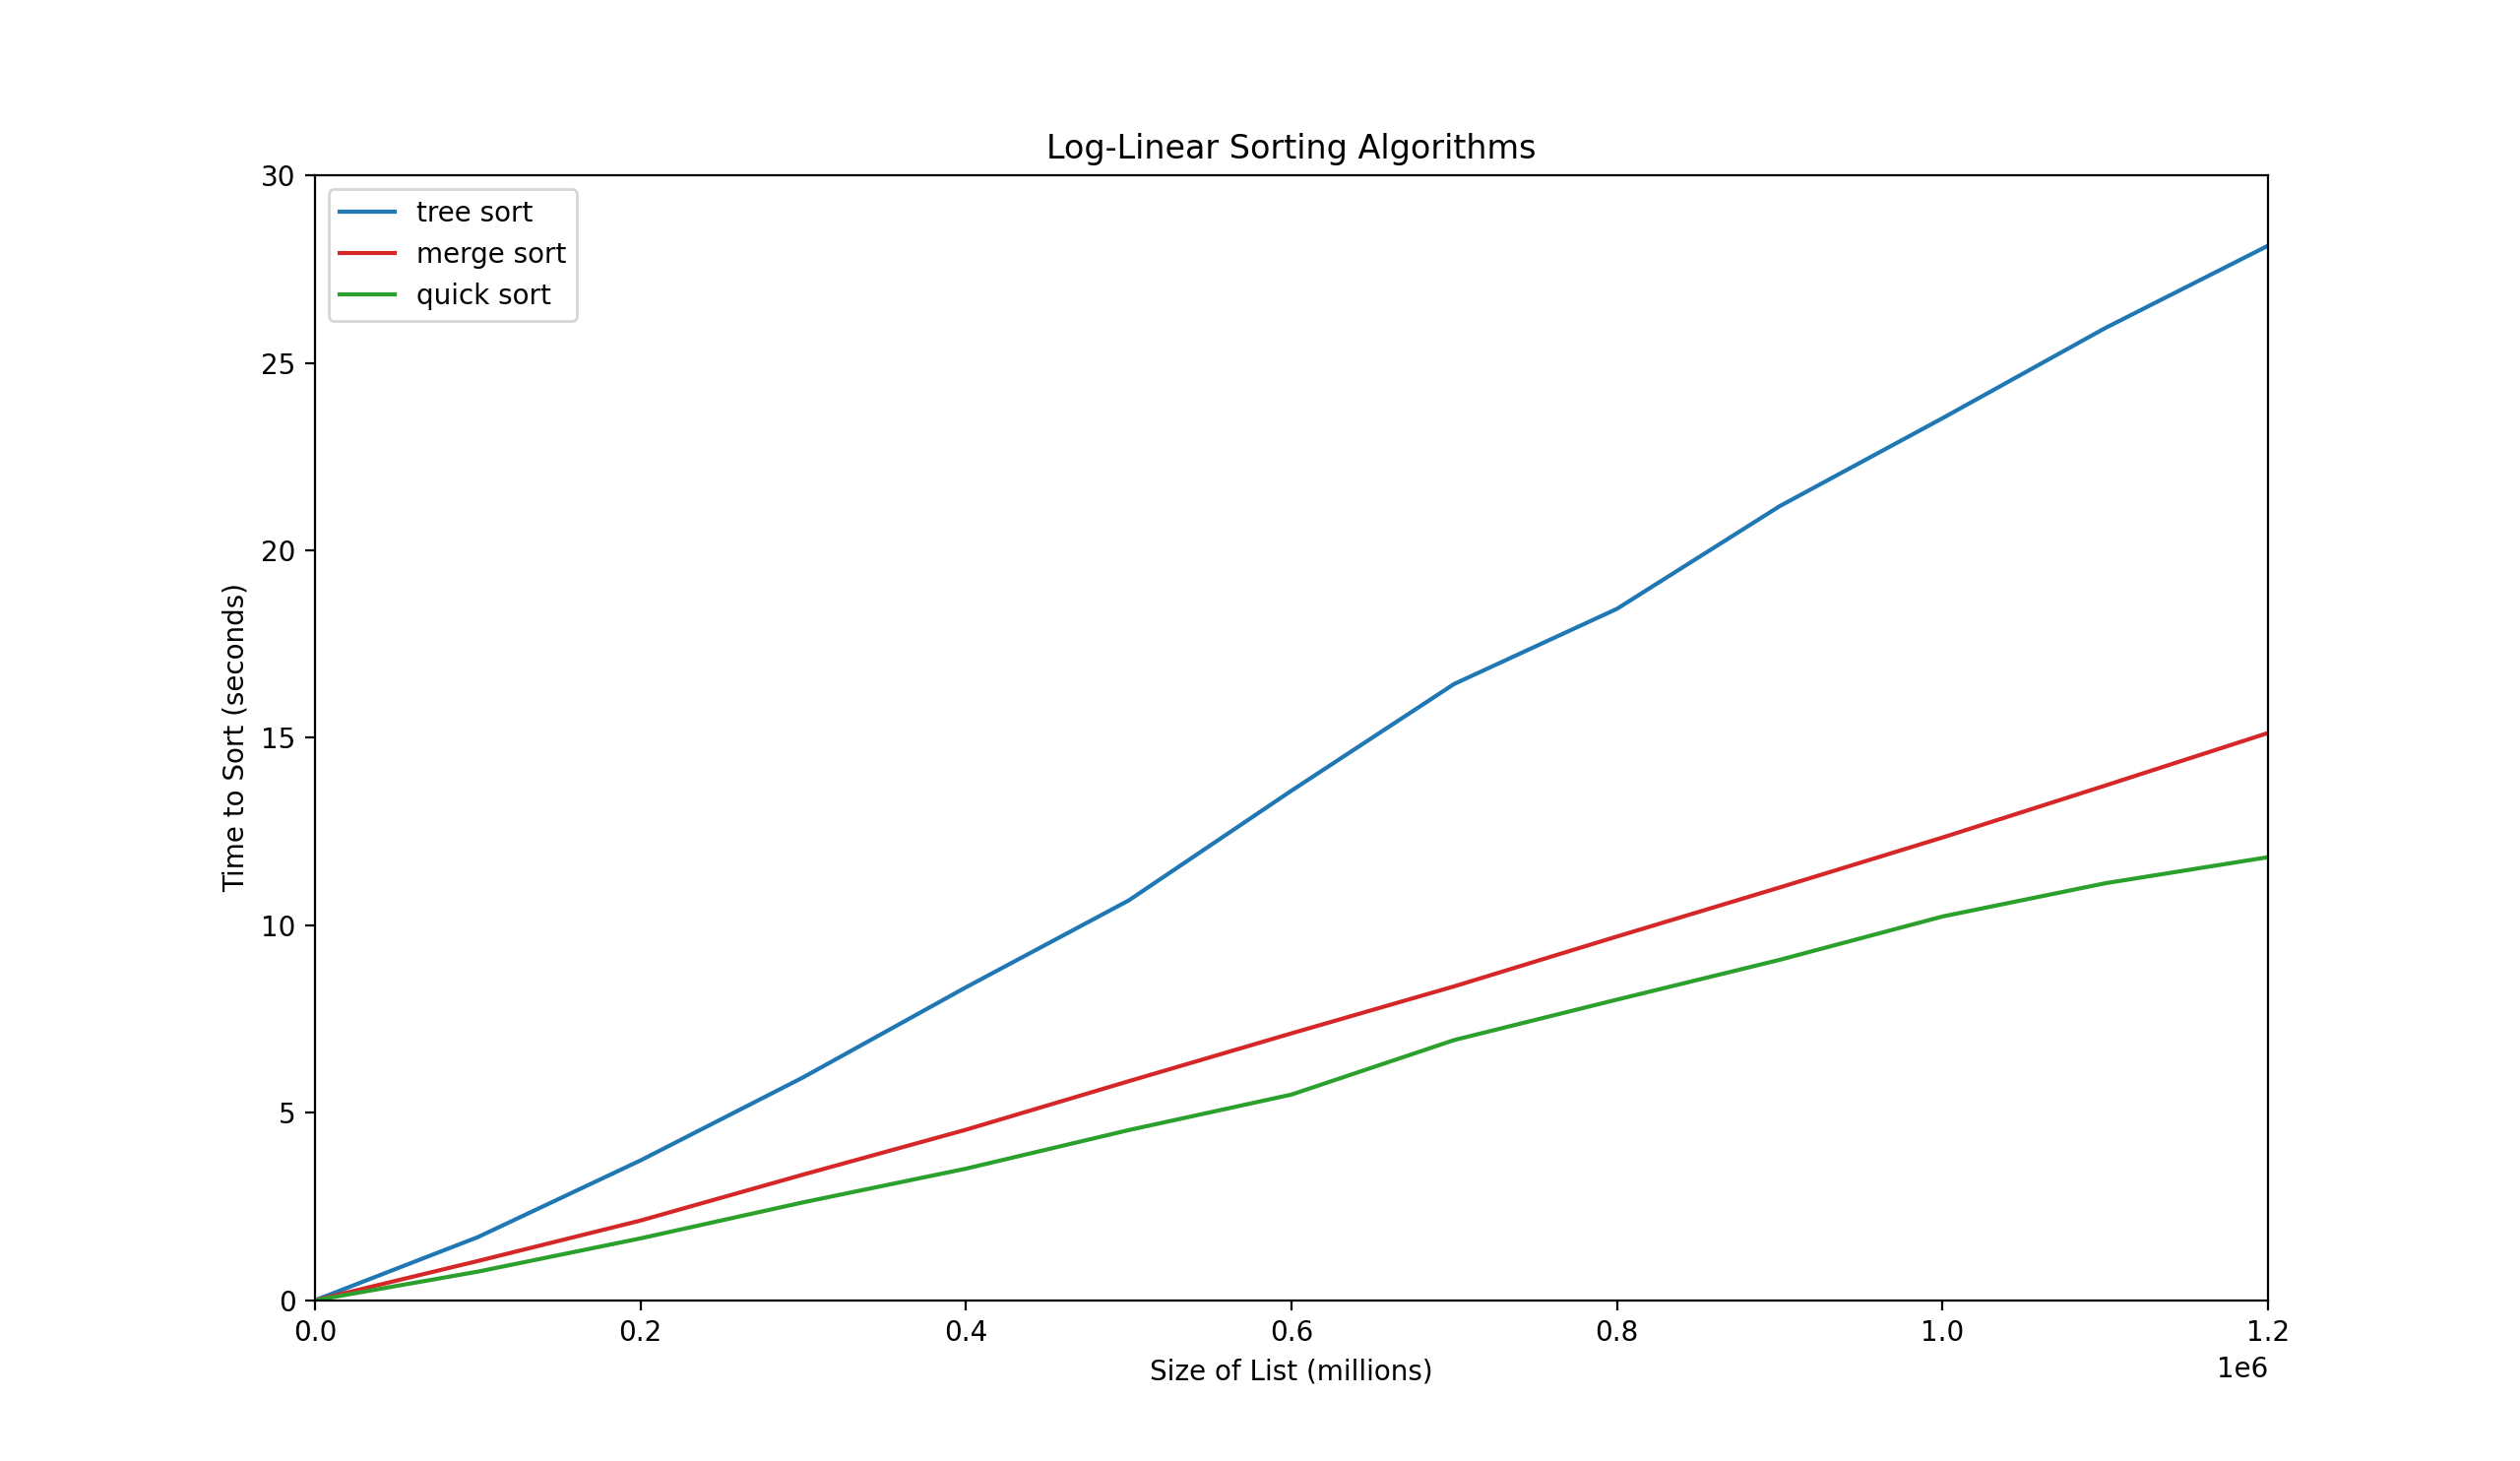 Log-Linear Sorting Algorithms
30
tree sort
merge sort
quick sort
25
20
15
10
5
0
Time to Sort (seconds)
0.0 0.2 0.4 0.6 0.8 1.0 1.2
Size of List (millions)
1e6